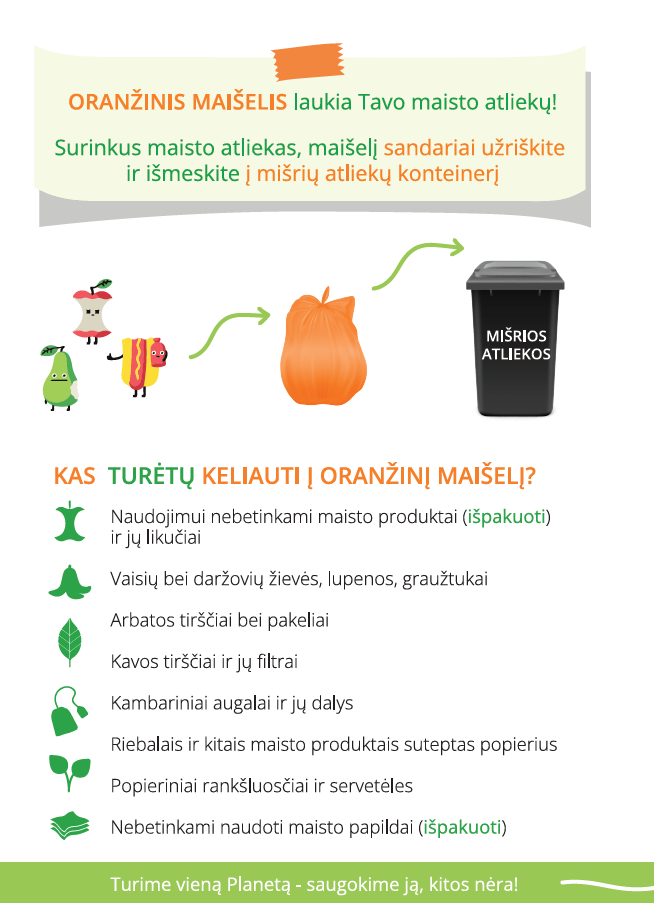 ORANŽINIS MAIŠELIS laukia Tavo maisto atliekų!
Surinkus maisto atliekas, maišelį sandariai užriškite
ir išmeskite į mišrių atliekų konteinerį
MIŠRIOS
ATLIEKOS
KAS TURĖTŲ KELIAUTI Į ORANŽINĮ MAIŠELĮ?
Naudojimui nebetinkami maisto produktai (išpakuoti)
ir jų likučiai
Vaisių bei daržovių žievės, lupenos, graužtukai
Arbatos tirščiai bei pakeliai
Kavos tirščiai ir jų filtrai
Kambariniai augalai ir jų dalys
Riebalais ir kitais maisto produktais suteptas popierius
Popieriniai rankšluosčiai ir servetėles
Nebetinkami naudoti maisto papildai (išpakuoti)
Turime vieną Planetą - saugokime ją, kitos nėra!